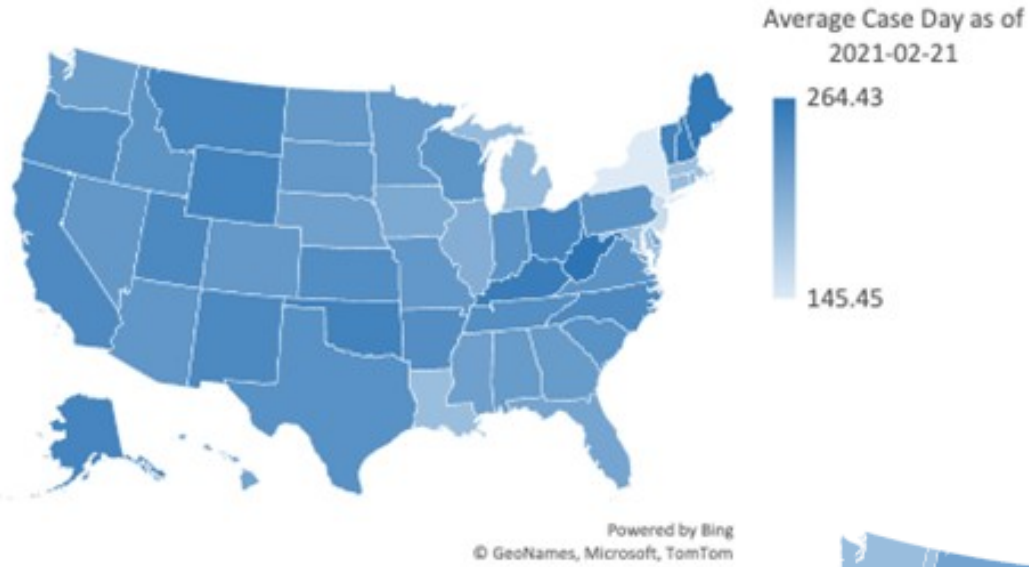 Average Case Day as of
2021-02-21
264.43
145.45
Powered by Bing
© GeoNames, Microsoft, TomTom